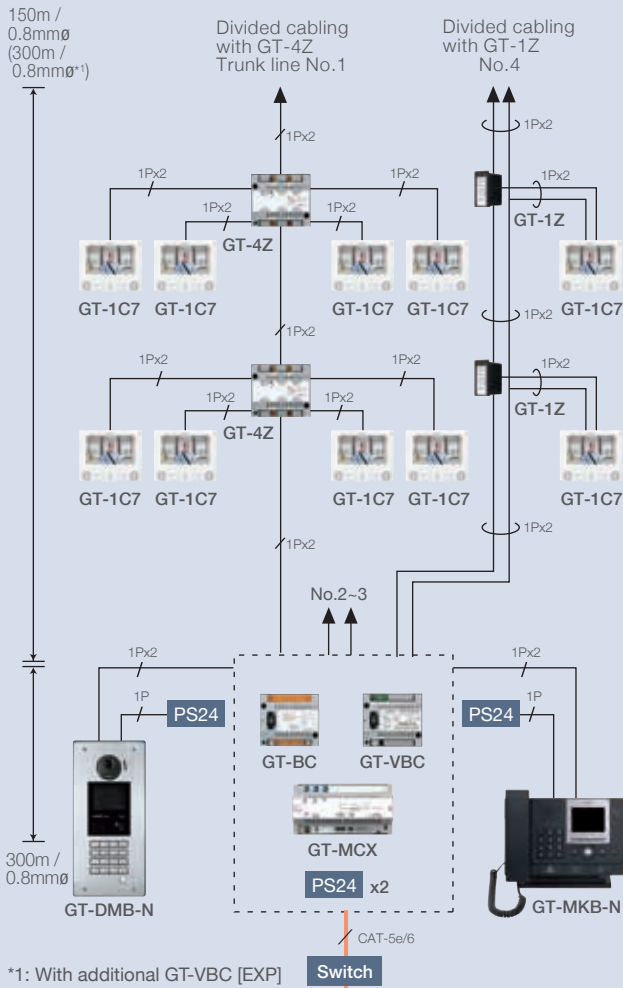 150m /
0.8mmø
(300m /
0.8mmø*1)
Divided cabling
with GT-4Z
Trunk line No.1
Divided cabling
with GT-1Z
No.4
1Px2
1Px2
1Px2
1Px2
1Px2
1Px2
1Px2
GT-4Z
GT-1Z
GT-1C7
GT-1C7
GT-1C7
GT-1C7
GT-1C7
1Px2
1Px2
1Px2
1Px2
1Px2
1Px2
1Px2
GT-4Z
GT-1Z
GT-1C7
GT-1C7
GT-1C7
GT-1C7
GT-1C7
1Px2
1Px2
No.2~3
1Px2
1Px2
1P
PS24
PS24
1P
GT-BC
GT-VBC
GT-MCX
PS24 x2
300m /
0.8mmø
GT-DMB-N
GT-MKB-N
CAT-5e/6
*1: With additional GT-VBC [EXP]
Switch